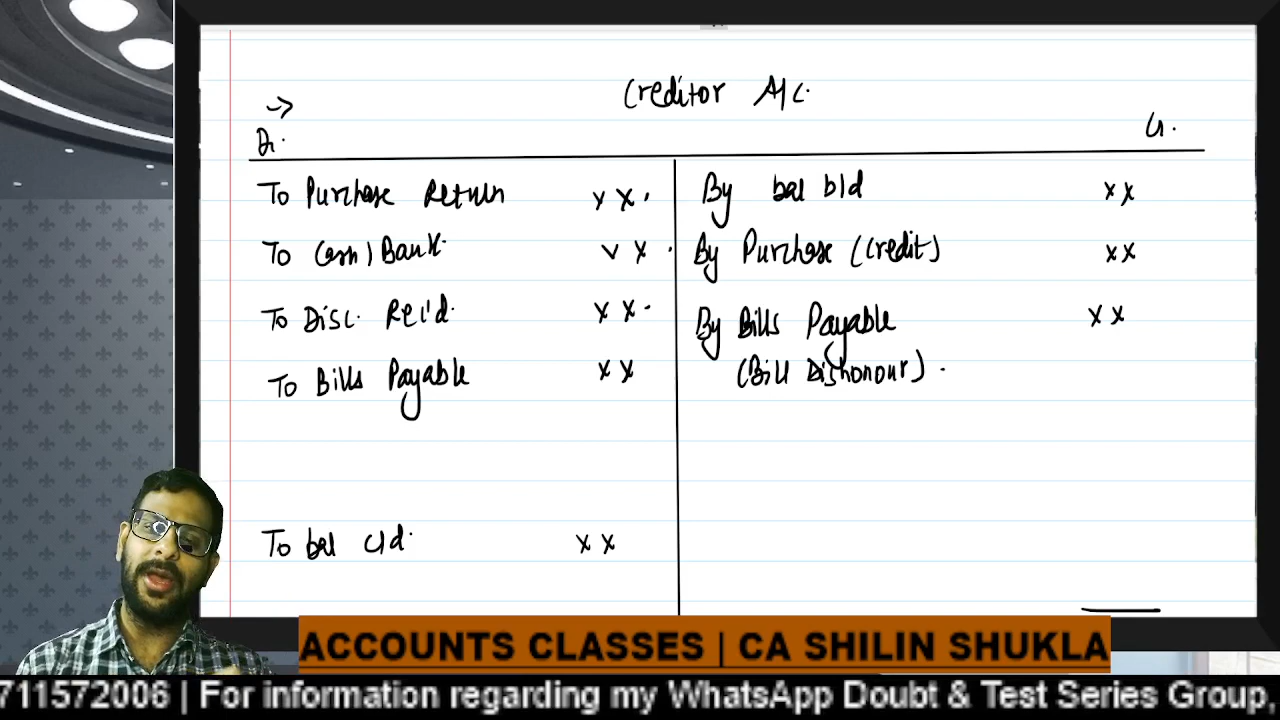 Creditor A/c.
Dr. Cr.
To Purchase Return xx. By bal b/d xx
To Cash/Bank. vx. By Purchase (credit) xx
To Disc. Rec'd. xx. By Bills Payable xx
To Bills Payable xx (Bill Dishonour).
To bal c/d. xx
ACCOUNTS CLASSES | CA SHILIN SHUKLA
711572006 | For information regarding my WhatsApp Doubt & Test Series Group,